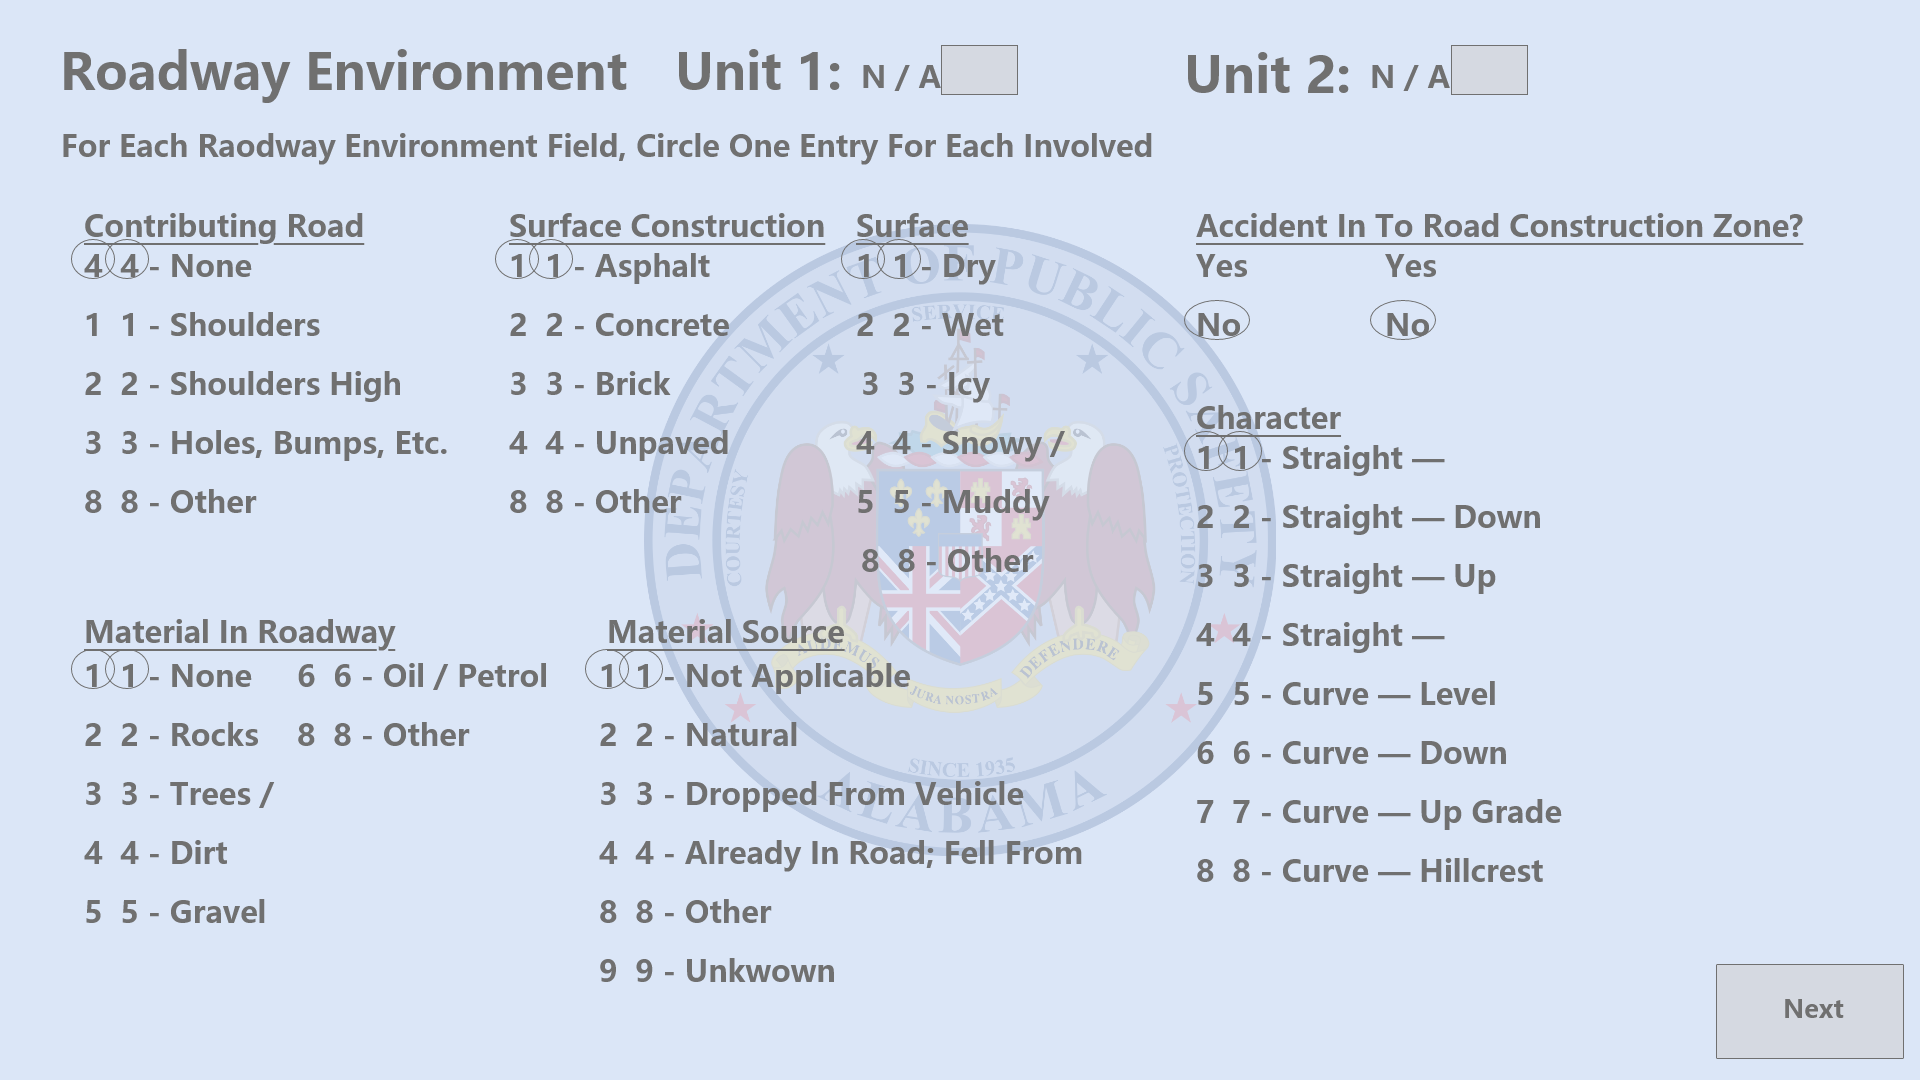 Roadway Environment Unit 1: N / A Unit 2: N / A
For Each Raodway Environment Field, Circle One Entry For Each Involved
Contributing Road
4 4 - None
1 1 - Shoulders
2 2 - Shoulders High
3 3 - Holes, Bumps, Etc.
8 8 - Other
Surface Construction
1 1 - Asphalt
2 2 - Concrete
3 3 - Brick
4 4 - Unpaved
8 8 - Other
Surface
1 1 - Dry
2 2 - Wet
3 3 - Icy
4 4 - Snowy /
5 5 - Muddy
8 8 - Other
Accident In To Road Construction Zone?
Yes Yes
No No
Character
1 1 - Straight —
2 2 - Straight — Down
3 3 - Straight — Up
4 4 - Straight —
5 5 - Curve — Level
6 6 - Curve — Down
7 7 - Curve — Up Grade
8 8 - Curve — Hillcrest
Material In Roadway
1 1 - None
2 2 - Rocks
3 3 - Trees /
4 4 - Dirt
5 5 - Gravel
6 6 - Oil / Petrol
8 8 - Other
Material Source
1 1 - Not Applicable
2 2 - Natural
3 3 - Dropped From Vehicle
4 4 - Already In Road; Fell From
8 8 - Other
9 9 - Unkwown
DEPARTMENT OF PUBLIC SAFETY
SERVICE
COURTESY
PROTECTION
AUDEMUS
JURA NOSTRA
DEFENDERE
SINCE 1935
ALABAMA
Next